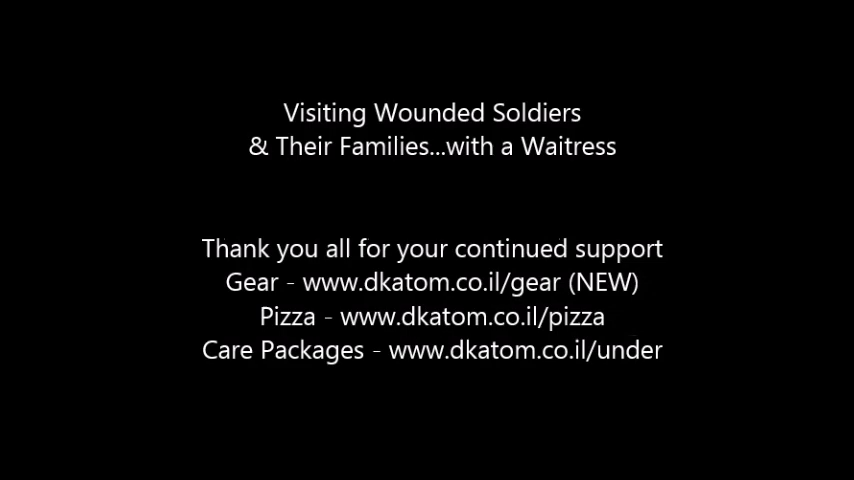 Visiting Wounded Soldiers
& Their Families...with a Waitress
Thank you all for your continued support
Gear - www.dkatom.co.il/gear (NEW)
Pizza - www.dkatom.co.il/pizza
Care Packages - www.dkatom.co.il/under